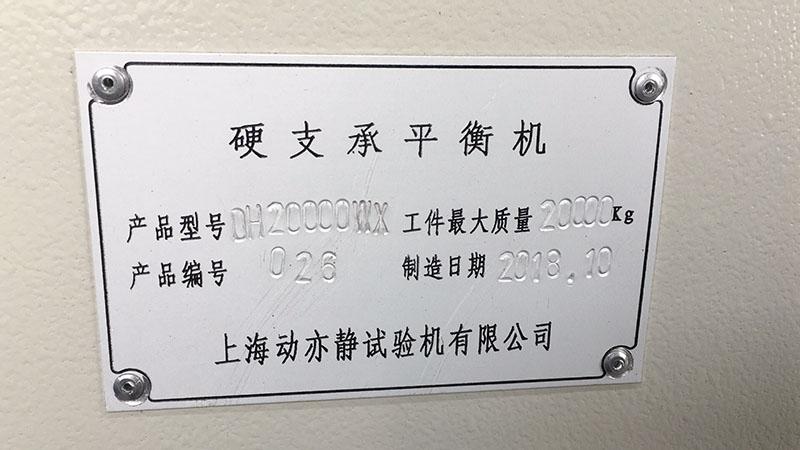 硬支承平衡机
产品型号 DH20000WX 工件最大质量 20000Kg
产品编号 026 制造日期 2018.10
上海动亦静试验机有限公司